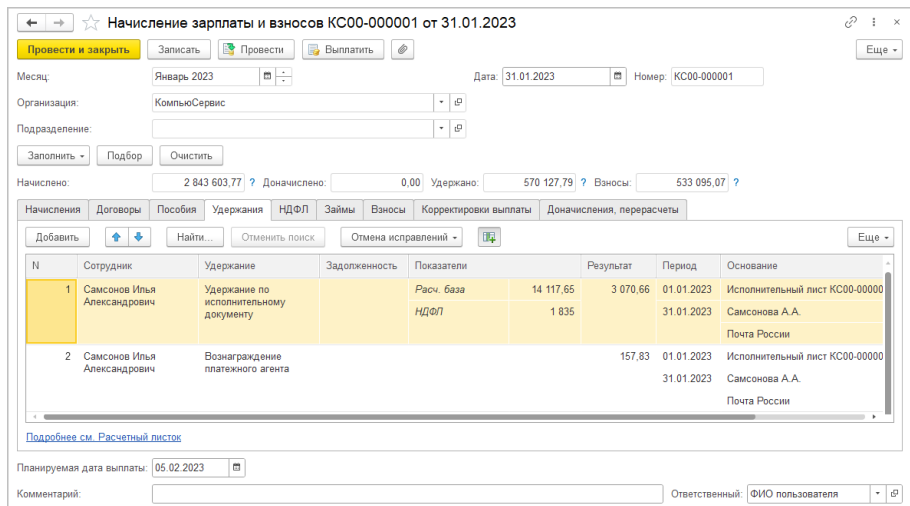 Начисление зарплаты и взносов КС00-000001 от 31.01.2023
Провести и закрыть Записать Провести Выплатить Еще
Месяц: Январь 2023 Дата: 31.01.2023 Номер: КС00-000001
Организация: КомпьюСервис
Подразделение:
Заполнить Подбор Очистить
Начислено: 2 843 603,77 ? Доначислено: 0,00 Удержано: 570 127,79 ? Взносы: 533 095,07 ?
Начисления Договоры Пособия Удержания НДФЛ Займы Взносы Корректировки выплаты Доначисления, перерасчеты
Добавить Найти... Отменить поиск Отмена исправлений Еще
N Сотрудник Удержание Задолженность Показатели Результат Период Основание
1 Самсонов Илья Удержание по Расч. база 14 117,65 3 070,66 01.01.2023 Исполнительный лист КС00-00000
Александрович исполнительному НДФЛ 1 835 31.01.2023 Самсонова А.А.
документу
Почта России
2 Самсонов Илья Вознаграждение 157,83 01.01.2023 Исполнительный лист КС00-00000
Александрович платежного агента 31.01.2023 Самсонова А.А.
Почта России
Подробнее см. Расчетный листок
Планируемая дата выплаты: 05.02.2023
Комментарий: Ответственный: ФИО пользователя